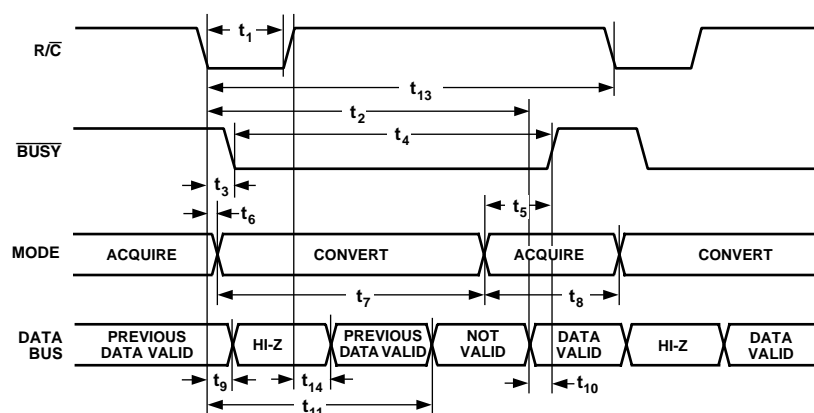 t1
R/C̅
t13
t2
t4
B̅U̅S̅Y̅
t3
t5
t6
MODE
ACQUIRE
CONVERT
ACQUIRE
CONVERT
t7
t8
DATA
BUS
PREVIOUS
DATA VALID
HI-Z
PREVIOUS
DATA VALID
NOT
VALID
DATA
VALID
HI-Z
DATA
VALID
t9
t14
t10
t11